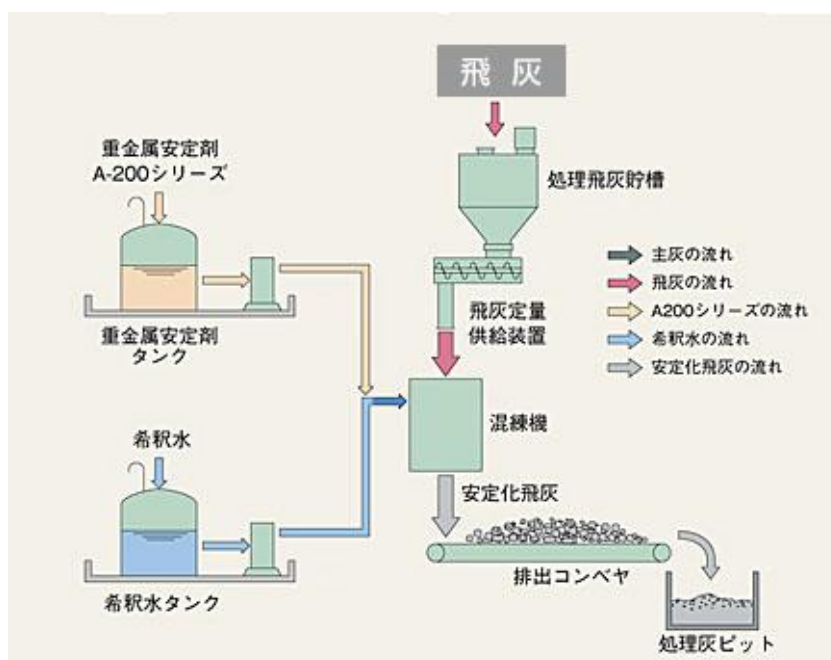 飛灰
重金属安定剤
A-200シリーズ
処理飛灰貯槽
主灰の流れ
飛灰の流れ
A200シリーズの流れ
希釈水の流れ
安定化飛灰の流れ
飛灰定量
供給装置
重金属安定剤
タンク
混練機
希釈水
安定化飛灰
排出コンベヤ
希釈水タンク
処理灰ピット